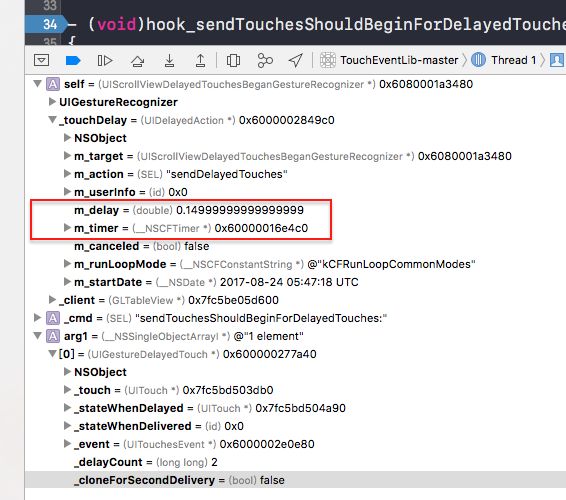 33
34 – (void)hook_sendTouchesShouldBeginForDelayedTouche
35 {
TouchEventLib-master Thread 1
A self = (UIScrollViewDelayedTouchesBeganGestureRecognizer *) 0x6080001a3480
UIGestureRecognizer
_touchDelay = (UIDelayedAction *) 0x6000002849c0
NSObject
m_target = (UIScrollViewDelayedTouchesBeganGestureRecognizer *) 0x6080001a3480
m_action = (SEL) "sendDelayedTouches"
m_userInfo = (id) 0x0
m_delay = (double) 0.14999999999999999
m_timer = (__NSCFTimer *) 0x60000016e4c0
m_canceled = (bool) false
m_runLoopMode = (__NSCFConstantString *) @"kCFRunLoopCommonModes"
m_startDate = (__NSDate *) 2017-08-24 05:47:18 UTC
_client = (GLTableView *) 0x7fc5be05d600
A _cmd = (SEL) "sendTouchesShouldBeginForDelayedTouches:"
A arg1 = (__NSSingleObjectArrayI *) @"1 element"
[0] = (UIGestureDelayedTouch *) 0x600000277a40
NSObject
_touch = (UITouch *) 0x7fc5bd503db0
_stateWhenDelayed = (UITouch *) 0x7fc5bd504a90
_stateWhenDelivered = (id) 0x0
_event = (UITouchesEvent *) 0x6000002e0e80
_delayCount = (long long) 2
_cloneForSecondDelivery = (bool) false